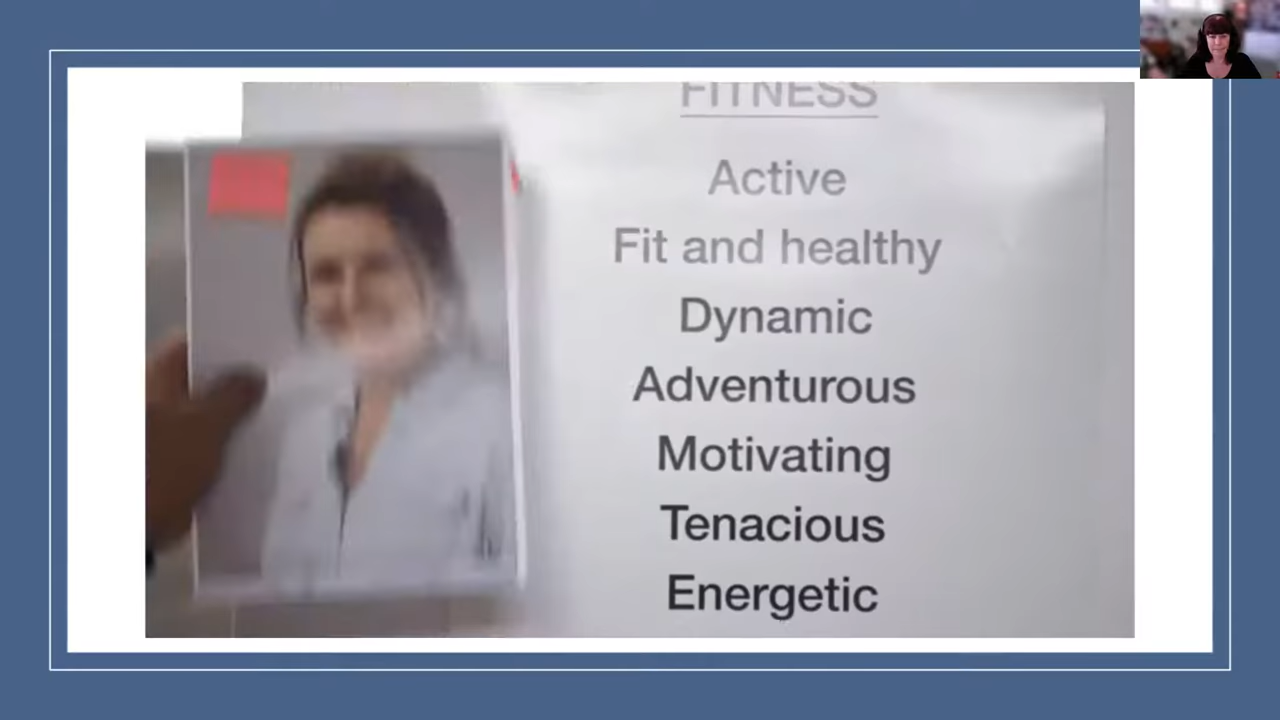 FITNESS
Active
Fit and healthy
Dynamic
Adventurous
Motivating
Tenacious
Energetic